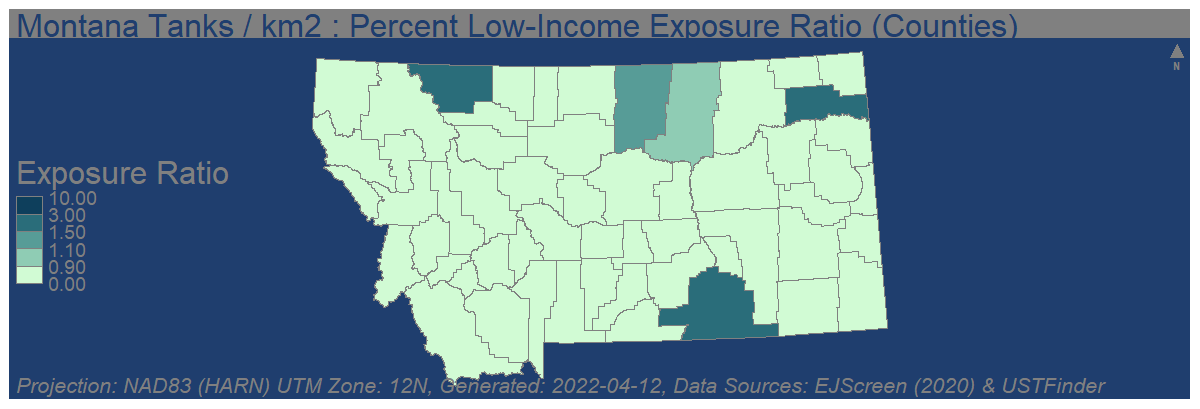 Montana Tanks / km2 : Percent Low-Income Exposure Ratio (Counties)
N
Exposure Ratio
10.00
3.00
1.50
1.10
0.90
0.00
Projection: NAD83 (HARN) UTM Zone: 12N, Generated: 2022-04-12, Data Sources: EJScreen (2020) & USTFinder